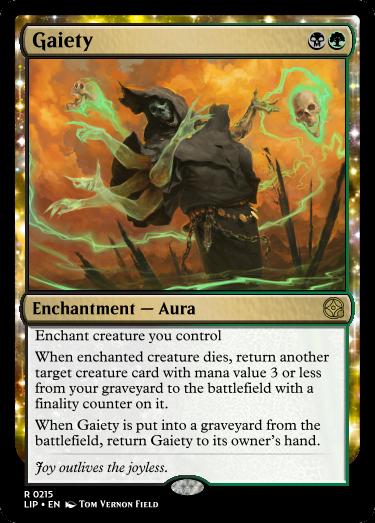 Gaiety
Enchantment — Aura
Enchant creature you control
When enchanted creature dies, return another
target creature card with mana value 3 or less
from your graveyard to the battlefield with a
finality counter on it.
When Gaiety is put into a graveyard from the
battlefield, return Gaiety to its owner's hand.
Joy outlives the joyless.
R 0215
LIP • EN Tom Vernon Field